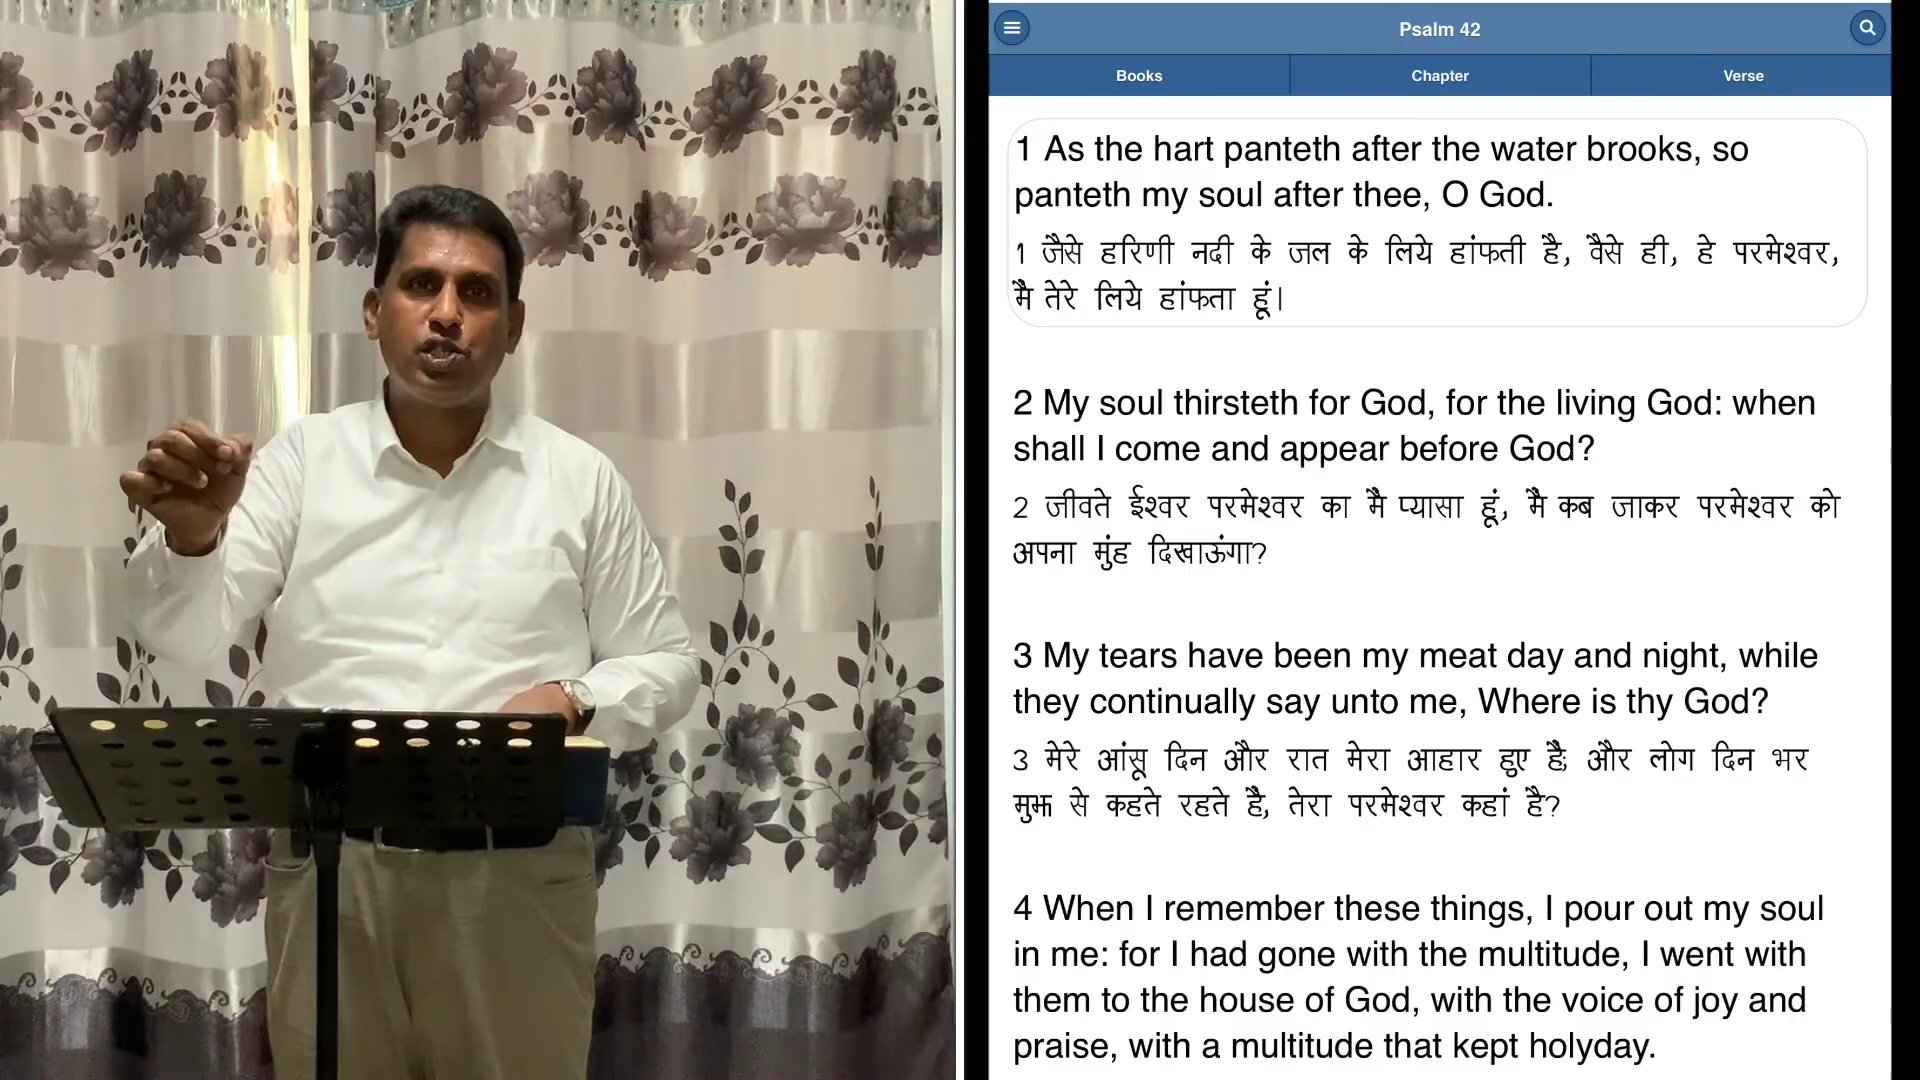 Psalm 42
Books Chapter Verse
1 As the hart panteth after the water brooks, so
panteth my soul after thee, O God.
1 जैसे हरिणी नदी के जल के लिये हांफती है, वैसे ही, हे परमेश्वर,
मैं तेरे लिये हांफता हूं।
2 My soul thirsteth for God, for the living God: when
shall I come and appear before God?
2 जीवते ईश्वर परमेश्वर का मैं प्यासा हूं, मैं कब जाकर परमेश्वर को
अपना मुंह दिखाऊंगा?
3 My tears have been my meat day and night, while
they continually say unto me, Where is thy God?
3 मेरे आंसू दिन और रात मेरा आहार हुए हैं; और लोग दिन भर
मुझ से कहते रहते हैं, तेरा परमेश्वर कहां है?
4 When I remember these things, I pour out my soul
in me: for I had gone with the multitude, I went with
them to the house of God, with the voice of joy and
praise, with a multitude that kept holyday.